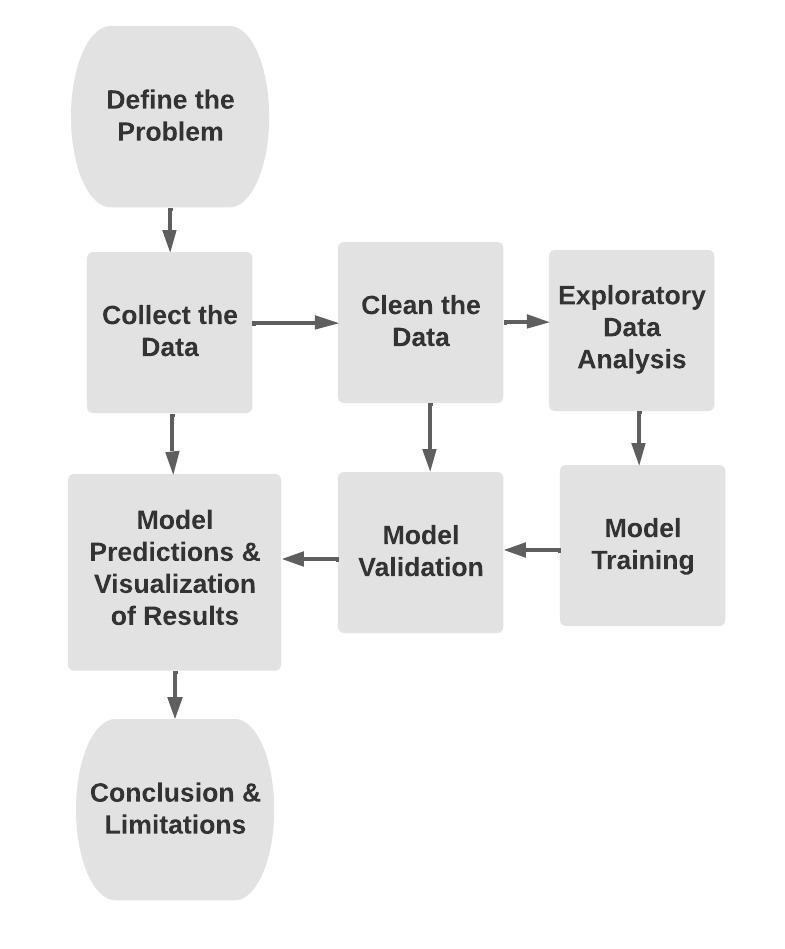 Define the
Problem
Collect the
Data
Clean the
Data
Exploratory
Data
Analysis
Model
Predictions &
Visualization
of Results
Model
Validation
Model
Training
Conclusion &
Limitations